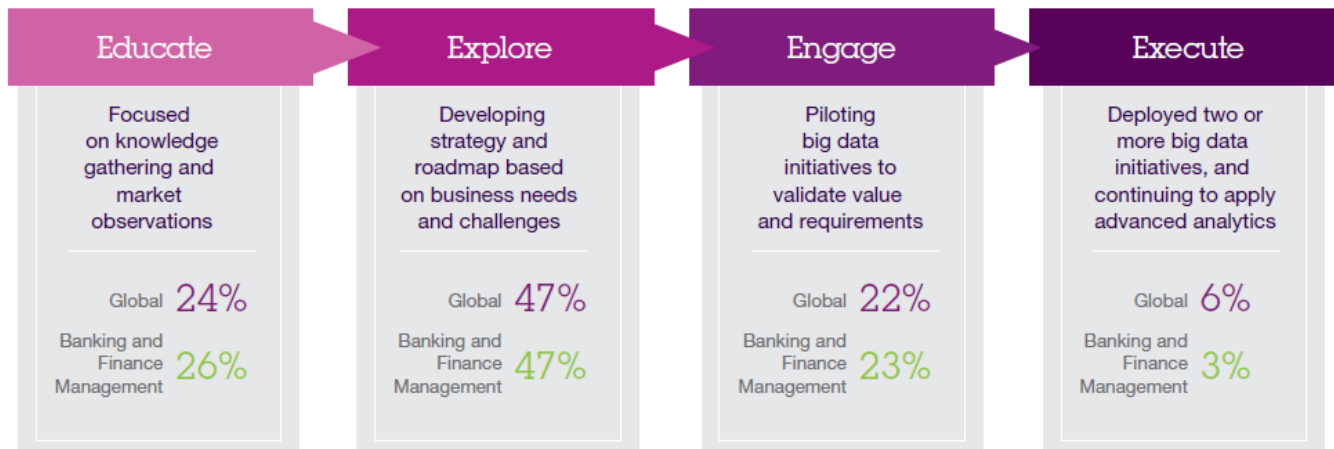 Educate
Focused
on knowledge
gathering and
market
observations
Global 24%
Banking and
Finance
Management 26%
Explore
Developing
strategy and
roadmap based
on business needs
and challenges
Global 47%
Banking and
Finance
Management 47%
Engage
Piloting
big data
initiatives to
validate value
and requirements
Global 22%
Banking and
Finance
Management 23%
Execute
Deployed two or
more big data
initiatives, and
continuing to apply
advanced analytics
Global 6%
Banking and
Finance
Management 3%